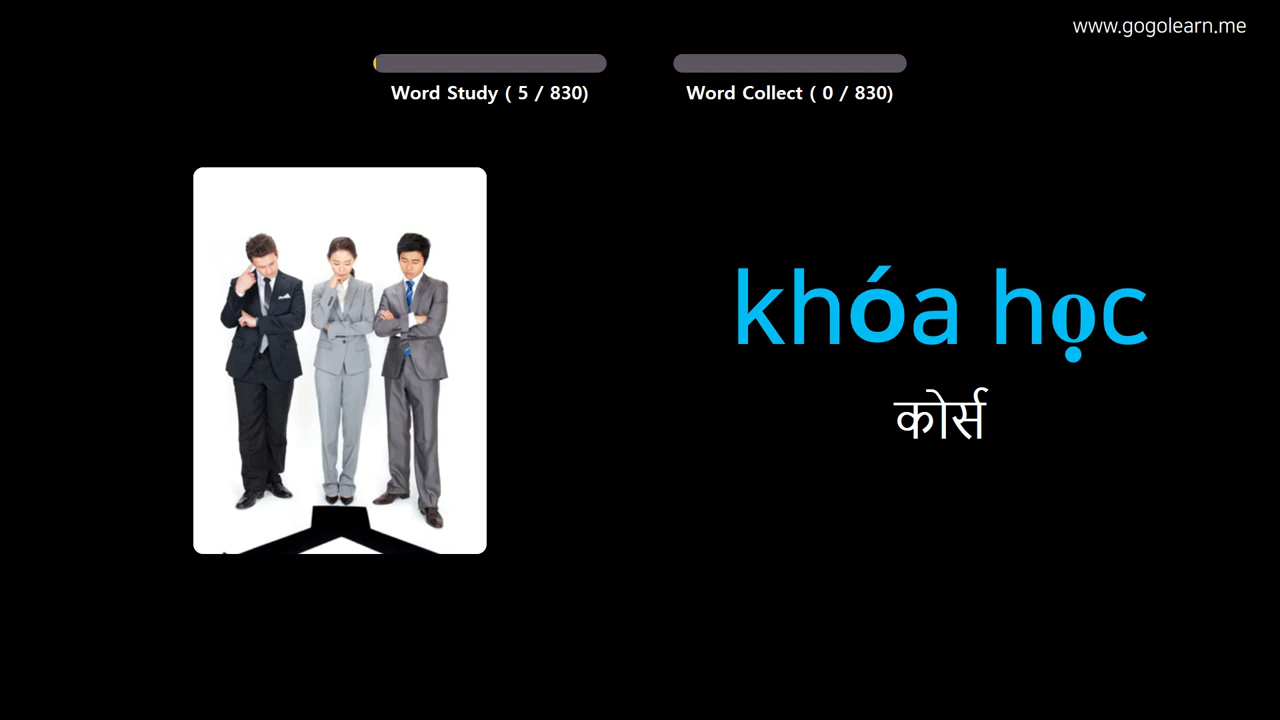 www.gogolearn.me
Word Study ( 5 / 830)
Word Collect ( 0 / 830)
khóa học
कोर्स